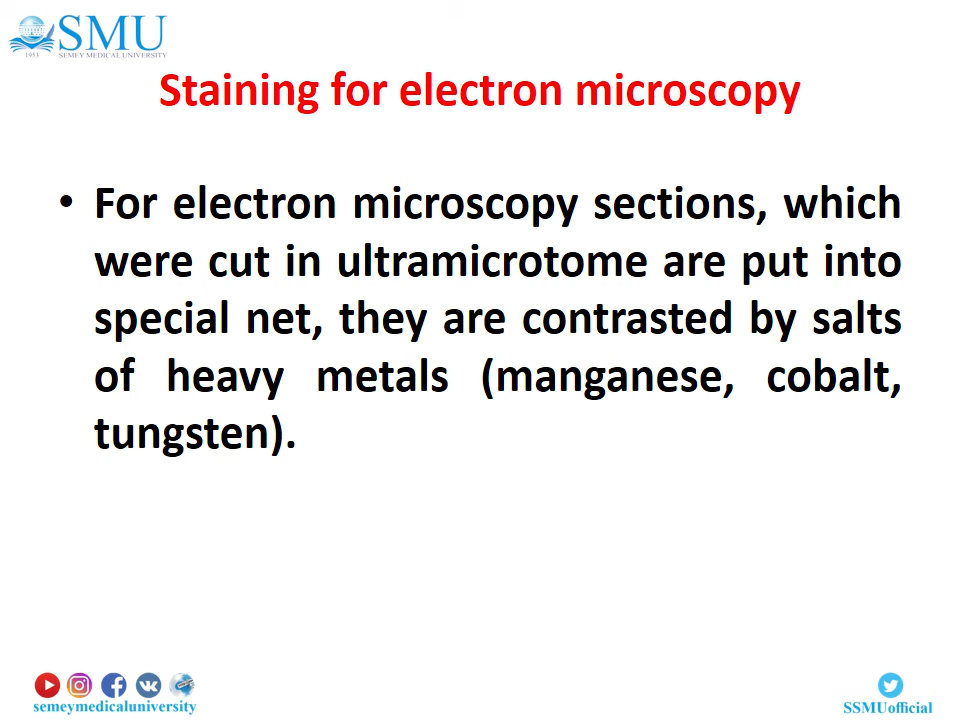 SMU
SEMEY MEDICAL UNIVERSITY
1953
Staining for electron microscopy
• For electron microscopy sections, which
were cut in ultramicrotome are put into
special net, they are contrasted by salts
of heavy metals (manganese, cobalt,
tungsten).
semeymedicaluniversity
SSMUofficial